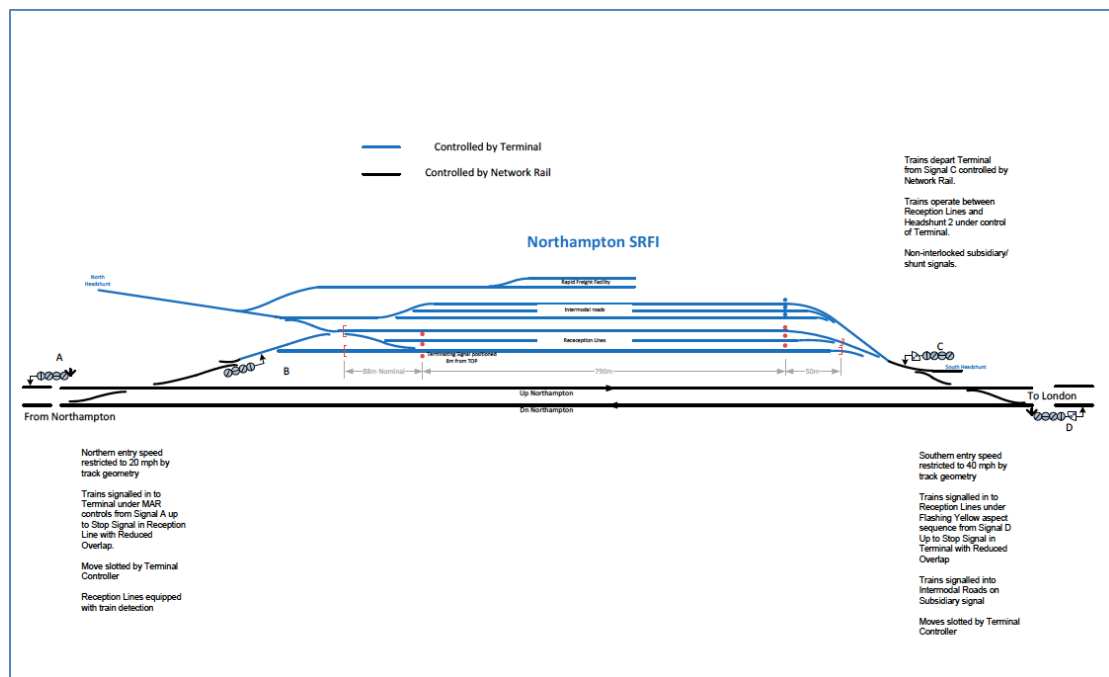 Controlled by Terminal
Controlled by Network Rail
Trains depart Terminal
from Signal C controlled by
Network Rail.
Trains operate between
Reception Lines and
Headshunt 2 under control
of Terminal.
Non-interlocked subsidiary/
shunt signals.
Northampton SRFI
North
Headshunt
Rapid Freight Facility
Intermodal roads
Rececption Lines
Terminating Signal positioned
8m from TOP
A
B
C
South Headshunt
88m Nominal
790m
50m
Up Northampton
To London
From Northampton
Dn Northampton
D
Northern entry speed
restricted to 20 mph by
track geometry
Trains signalled in to
Terminal under MAR
controls from Signal A up
to Stop Signal in Reception
Line with Reduced
Overlap.
Move slotted by Terminal
Controller
Reception Lines equipped
with train detection
Southern entry speed
restricted to 40 mph by
track geometry
Trains signalled in to
Reception Lines under
Flashing Yellow aspect
sequence from Signal D
Up to Stop Signal in
Terminal with Reduced
Overlap
Trains signalled into
Intermodal Roads on
Subsidiary signal
Moves slotted by Terminal
Controller